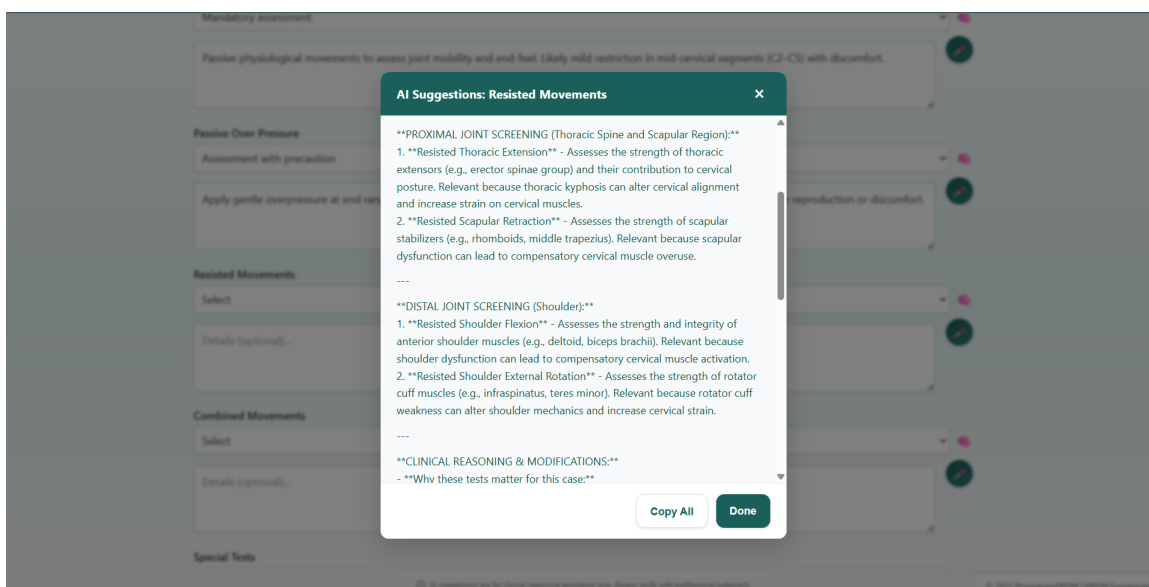 Mandatory assessment
Passive physiological movements to assess joint mobility and end-feel. Likely mild restriction in mid-cervical segments (C2–C5) with discomfort.
AI Suggestions: Resisted Movements
**PROXIMAL JOINT SCREENING (Thoracic Spine and Scapular Region):**
1. **Resisted Thoracic Extension** - Assesses the strength of thoracic
extensors (e.g., erector spinae group) and their contribution to cervical
posture. Relevant because thoracic kyphosis can alter cervical alignment
and increase strain on cervical muscles.
2. **Resisted Scapular Retraction** - Assesses the strength of scapular
stabilizers (e.g., rhomboids, middle trapezius). Relevant because scapular
dysfunction can lead to compensatory cervical muscle overuse.
---
**DISTAL JOINT SCREENING (Shoulder):**
1. **Resisted Shoulder Flexion** - Assesses the strength and integrity of
anterior shoulder muscles (e.g., deltoid, biceps brachii). Relevant because
shoulder dysfunction can lead to compensatory cervical muscle activation.
2. **Resisted Shoulder External Rotation** - Assesses the strength of rotator
cuff muscles (e.g., infraspinatus, teres minor). Relevant because rotator cuff
weakness can alter shoulder mechanics and increase cervical strain.
---
**CLINICAL REASONING & MODIFICATIONS:**
- **Why these tests matter for this case:**
Copy All
Done
Passive Over Pressure
Assessment with precaution
Apply gentle overpressure at end ran
reproduction or discomfort.
Resisted Movements
Select
Details (optional)...
Combined Movements
Select
Details (optional)...
Special Tests